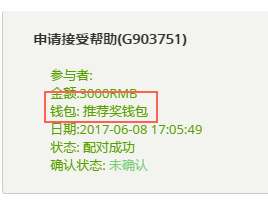 申请接受帮助(G903751)
参与者:
金额:3000RMB
钱包: 推荐奖钱包
日期:2017-06-08 17:05:49
状态: 配对成功
确认状态: 未确认